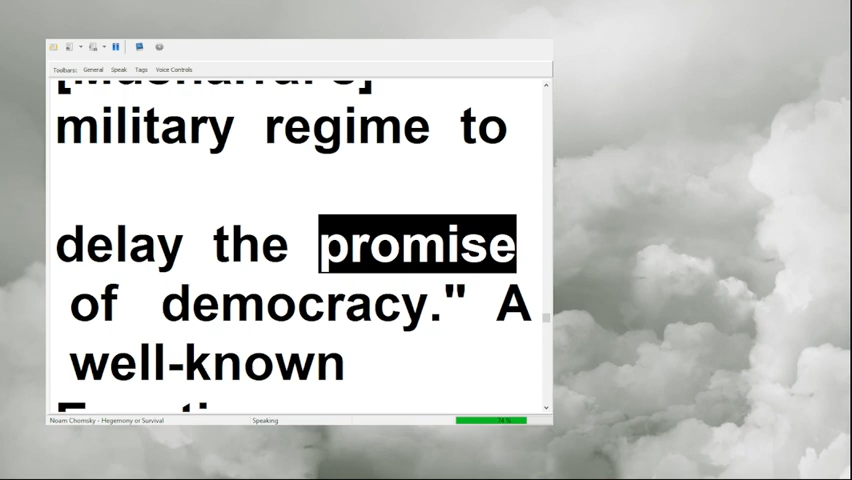 Toolbars: General Speak Tags Voice Controls
military regime to
delay the promise
of democracy." A
well-known
Noam Chomsky - Hegemony or Survival Speaking 74 %